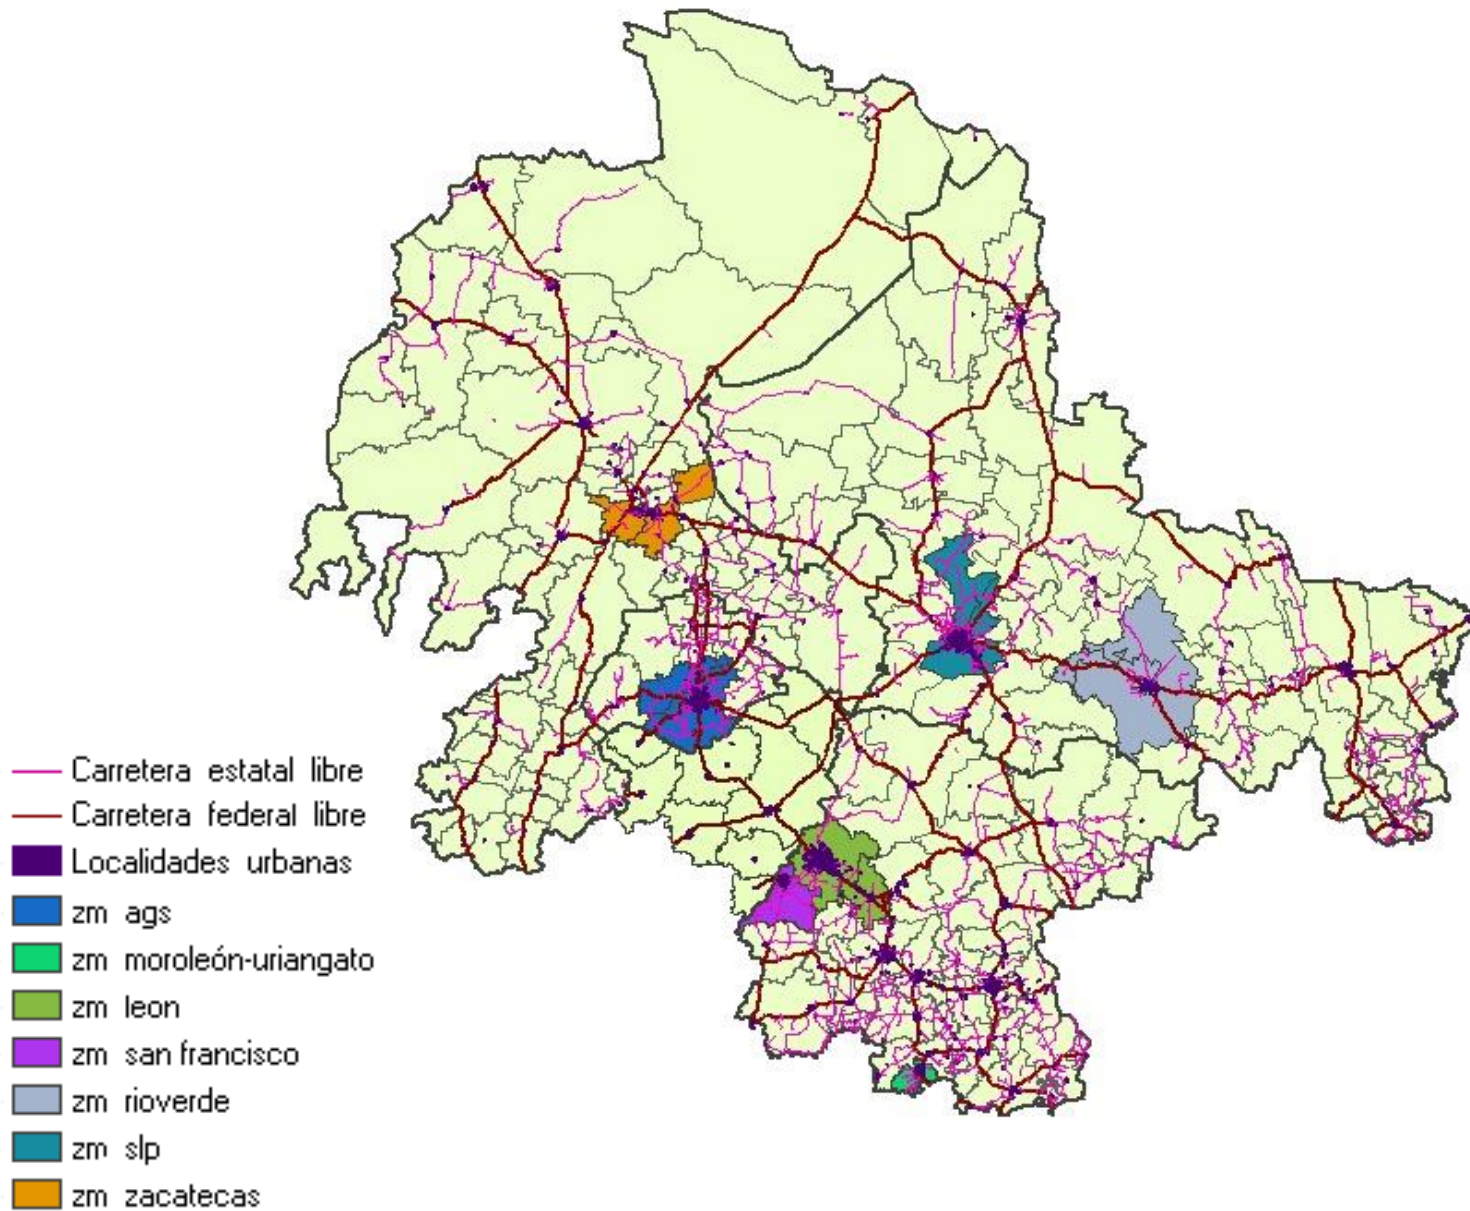 Carretera estatal libre
Carretera federal libre
Localidades urbanas
zm ags
zm moroleón-uriangato
zm leon
zm san francisco
zm rioverde
zm slp
zm zacatecas